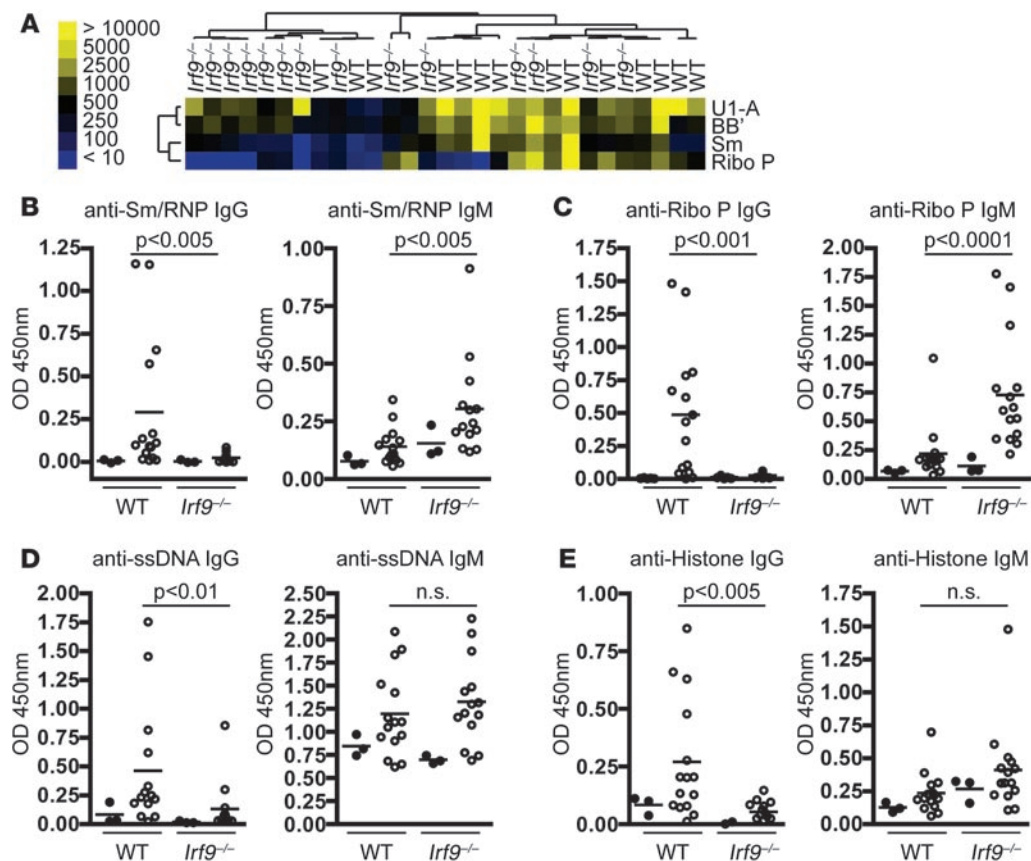 A
> 10000
5000
2500
1000
500
250
100
< 10
Irf9–/– Irf9–/– Irf9–/– Irf9–/– Irf9–/– Irf9–/– Irf9–/– WT Irf9–/– WT WT Irf9–/– WT Irf9–/– WT WT WT WT Irf9–/– Irf9–/– WT WT Irf9–/– WT Irf9–/– WT WT WT
U1-A
BB'
Sm
Ribo P
B
anti-Sm/RNP IgG
p<0.005
OD 450nm
1.25
1.00
0.75
0.50
0.25
0.00
WT Irf9–/–
anti-Sm/RNP IgM
p<0.005
OD 450nm
1.00
0.75
0.50
0.25
0.00
WT Irf9–/–
C
anti-Ribo P IgG
p<0.001
OD 450nm
1.75
1.50
1.25
1.00
0.75
0.50
0.25
0.00
WT Irf9–/–
anti-Ribo P IgM
p<0.0001
OD 450nm
2.00
1.75
1.50
1.25
1.00
0.75
0.50
0.25
0.00
WT Irf9–/–
D
anti-ssDNA IgG
p<0.01
OD 450nm
2.00
1.75
1.50
1.25
1.00
0.75
0.50
0.25
0.00
WT Irf9–/–
anti-ssDNA IgM
n.s.
OD 450nm
2.50
2.25
2.00
1.75
1.50
1.25
1.00
0.75
0.50
0.25
0.00
WT Irf9–/–
E
anti-Histone IgG
p<0.005
OD 450nm
1.00
0.75
0.50
0.25
0.00
WT Irf9–/–
anti-Histone IgM
n.s.
OD 450nm
1.75
1.50
1.25
1.00
0.75
0.50
0.25
0.00
WT Irf9–/–